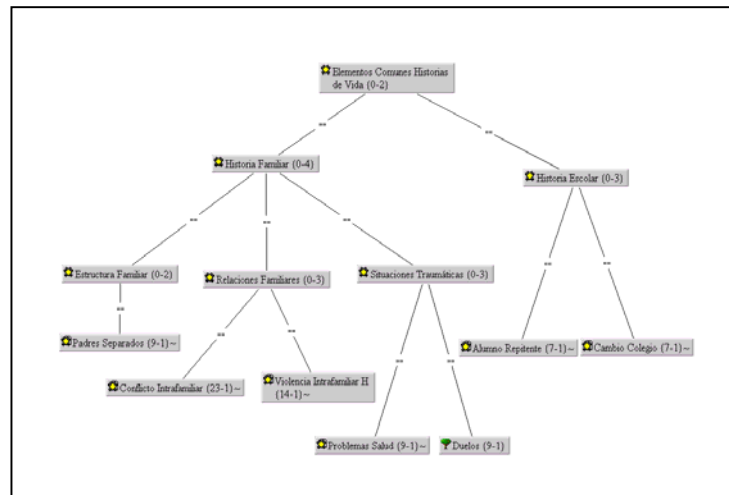 Elementos Comunes Historias
de Vida (0-2)
==
==
Historia Familiar (0-4)
Historia Escolar (0-3)
==
==
==
Estructura Familiar (0-2)
Relaciones Familiares (0-3)
Situaciones Traumáticas (0-3)
==
==
==
==
==
==
==
Padres Separados (9-1)~
Alumno Repitente (7-1)~
Cambio Colegio (7-1)~
Conflicto Intrafamiliar (23-1)~
Violencia Intrafamiliar H
(14-1)~
Problemas Salud (9-1)~
Duelos (9-1)